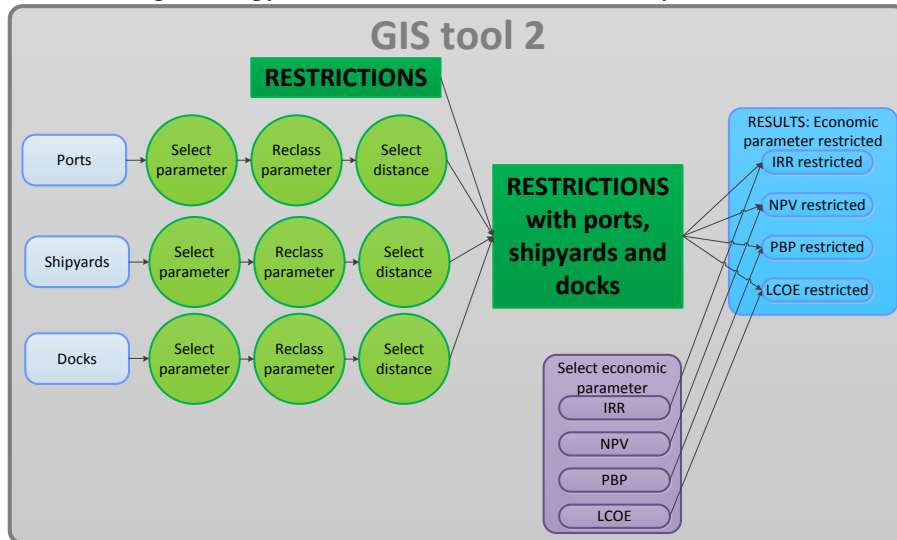 GIS tool 2
RESTRICTIONS
Ports
Select
parameter
Reclass
parameter
Select
distance
Shipyards
Select
parameter
Reclass
parameter
Select
distance
Docks
Select
parameter
Reclass
parameter
Select
distance
RESTRICTIONS
with ports,
shipyards and
docks
RESULTS: Economic
parameter restricted
IRR restricted
NPV restricted
PBP restricted
LCOE restricted
Select economic
parameter
IRR
NPV
PBP
LCOE